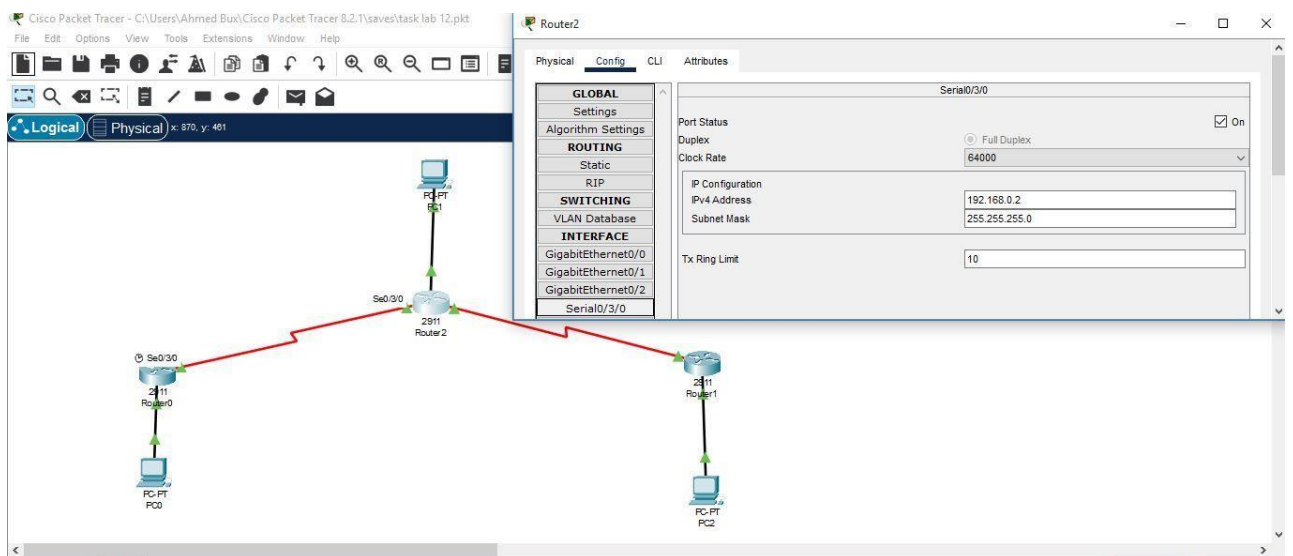 Cisco Packet Tracer - C:\Users\Ahmed Bux\Cisco Packet Tracer 8.2.1\saves\task lab 12.pkt
File Edit Options View Tools Extensions Window Help
Logical Physical x: 870, y: 461
PC-PT
PC1
Se0/3/0
2911
Router2
Se0/3/0
2911
Router0
2911
Router1
PC-PT
PC0
PC-PT
PC2
Router2
Physical Config CLI Attributes
GLOBAL
Settings
Algorithm Settings
ROUTING
Static
RIP
SWITCHING
VLAN Database
INTERFACE
GigabitEthernet0/0
GigabitEthernet0/1
GigabitEthernet0/2
Serial0/3/0
Serial0/3/0
Port Status On
Duplex Full Duplex
Clock Rate 64000
IP Configuration
IPv4 Address 192.168.0.2
Subnet Mask 255.255.255.0
Tx Ring Limit 10